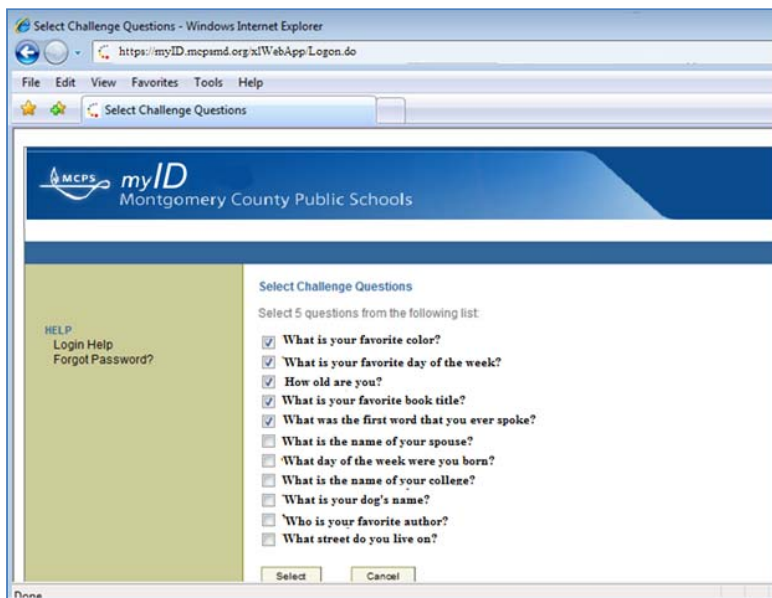 Select Challenge Questions - Windows Internet Explorer
https://myID.mcpsmd.org/xlWebApp/Logon.do
File Edit View Favorites Tools Help
Select Challenge Questions
MCPS myID
Montgomery County Public Schools
HELP
Login Help
Forgot Password?
Select Challenge Questions
Select 5 questions from the following list:
What is your favorite color?
What is your favorite day of the week?
How old are you?
What is your favorite book title?
What was the first word that you ever spoke?
What is the name of your spouse?
What day of the week were you born?
What is the name of your college?
What is your dog's name?
Who is your favorite author?
What street do you live on?
Select Cancel
Done